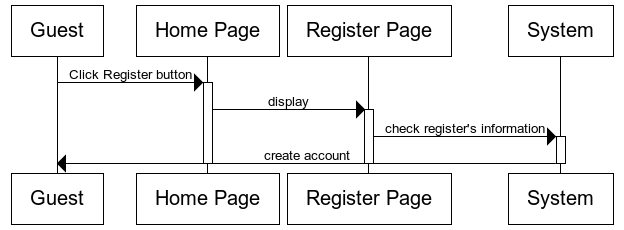 Guest
Home Page
Register Page
System
Click Register button
display
check register's information
create account
Guest
Home Page
Register Page
System